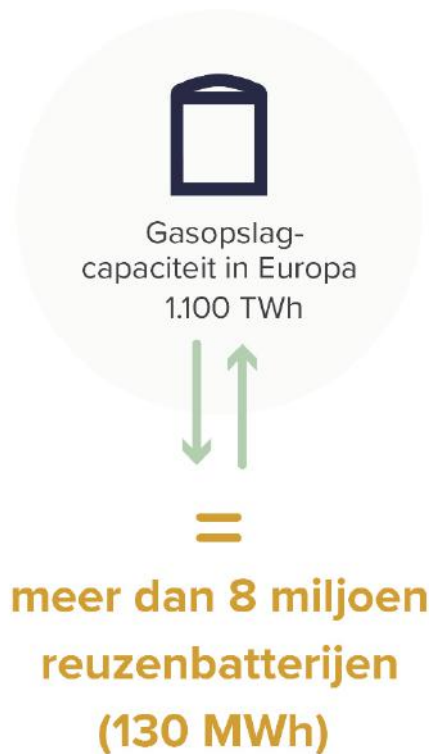 Gasopslag-
capaciteit in Europa
1.100 TWh
=
meer dan 8 miljoen
reuzenbatterijen
(130 MWh)